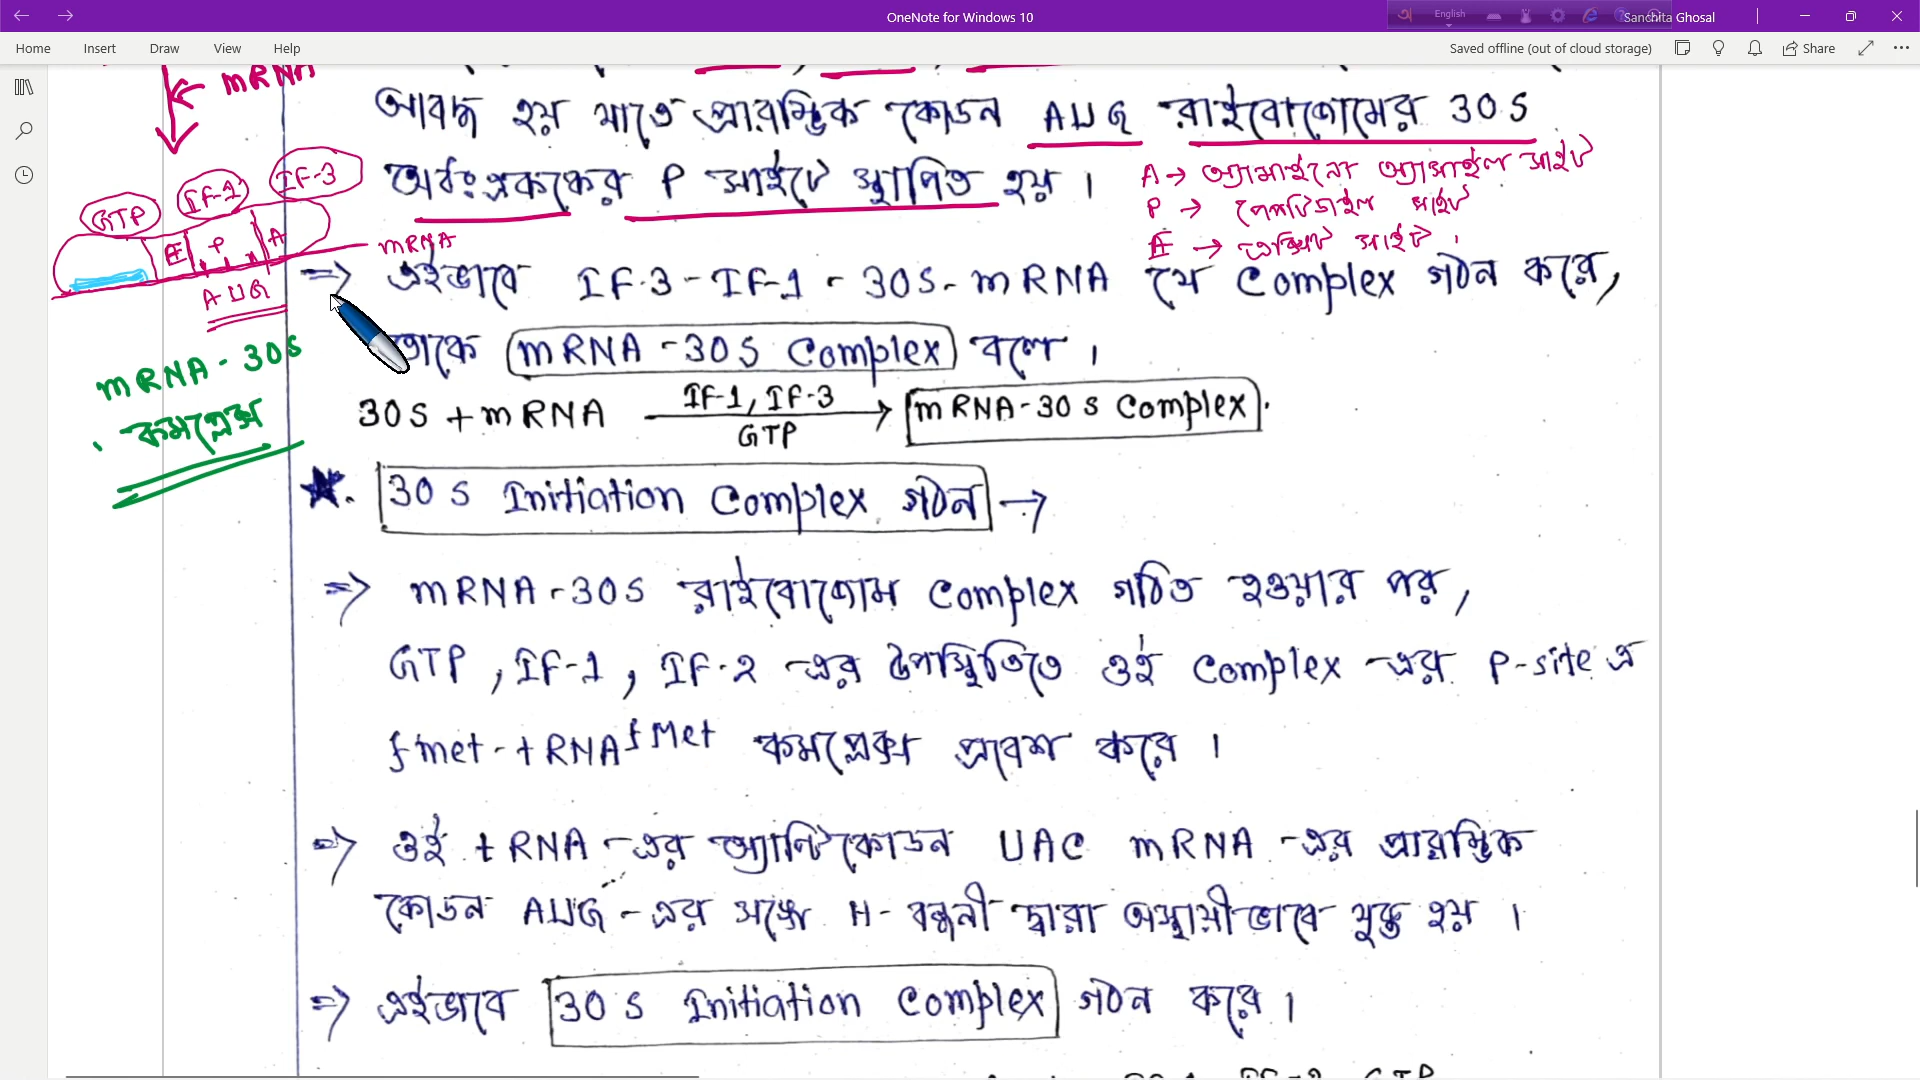 OneNote for Windows 10
English
Sanchita Ghosal
Home Insert Draw View Help
Saved offline (out of cloud storage)
Share
mRNA
আবদ্ধ হয় যাতে প্রারম্ভিক কোডন AUG রাইবোজোমের 30S
অধঃএককের P সাইটে স্থাপিত হয় ।
A → অ্যামাইনো অ্যাসাইল সাইট
P → পেপটিডাইল সাইট
E → এক্সিট সাইট ।
GTP IF-1 IF-3
E P A
mRNA
AUG
⇒ এইভাবে IF-3-IF-1-30S-mRNA যে Complex গঠন করে,
তাকে mRNA-30S Complex বলে ।
mRNA-30S
কমপ্লেক্স
30S + mRNA IF-1, IF-3 GTP → mRNA-30S Complex.
★. 30S Initiation Complex গঠন →
⇒ mRNA-30S রাইবোজোম Complex গঠিত হওয়ার পর,
GTP, IF-1, IF-2 -এর উপস্থিতিতে ওই Complex -এর P-site এ
fmet-tRNAfMet কমপ্লেক্স প্রবেশ করে ।
⇒ ওই tRNA -এর অ্যান্টিকোডন UAC mRNA -এর প্রারম্ভিক
কোডন AUG -এর সঙ্গে H- বন্ধনী দ্বারা অস্থায়ীভাবে যুক্ত হয় ।
⇒ এইভাবে 30S Initiation Complex গঠন করে ।